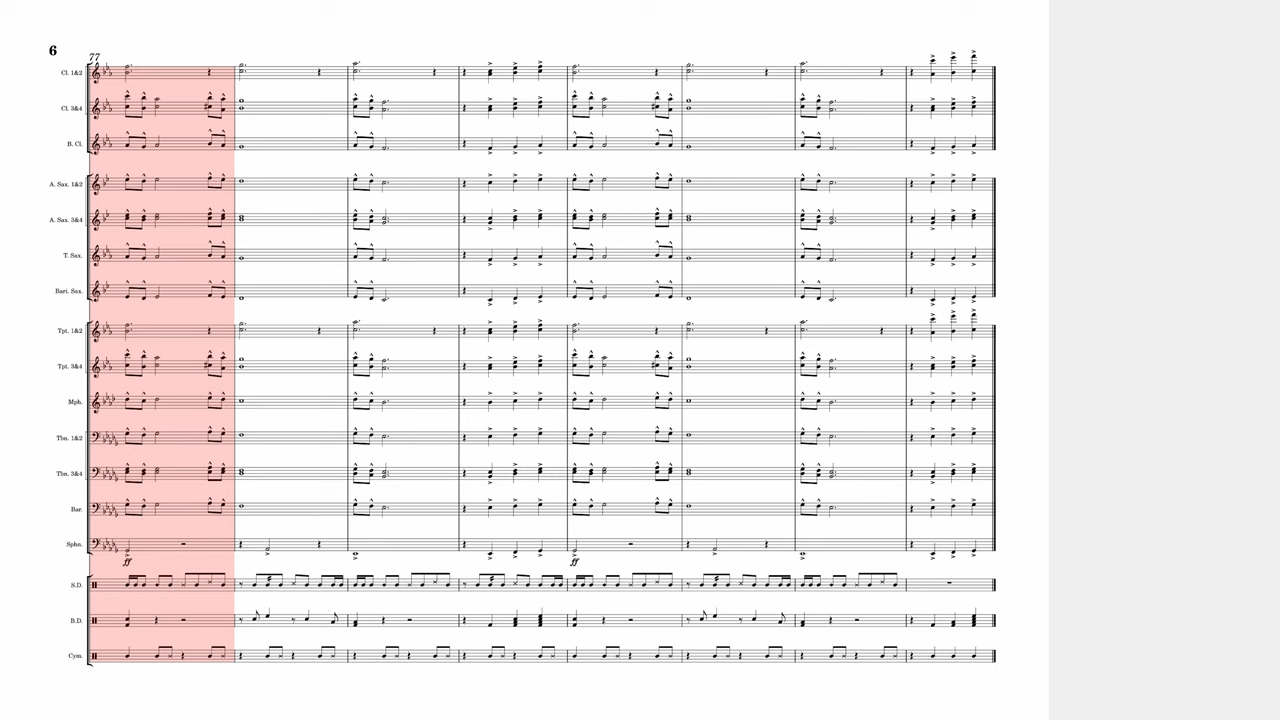 6
77
Cl. 1&2
Cl. 3&4
B. Cl.
A. Sax. 1&2
A. Sax. 3&4
T. Sax.
Bari. Sax.
Tpt. 1&2
Tpt. 3&4
Mph.
Tbn. 1&2
Tbn. 3&4
Bar.
Sphn.
ff ff
S.D.
B.D.
Cym.